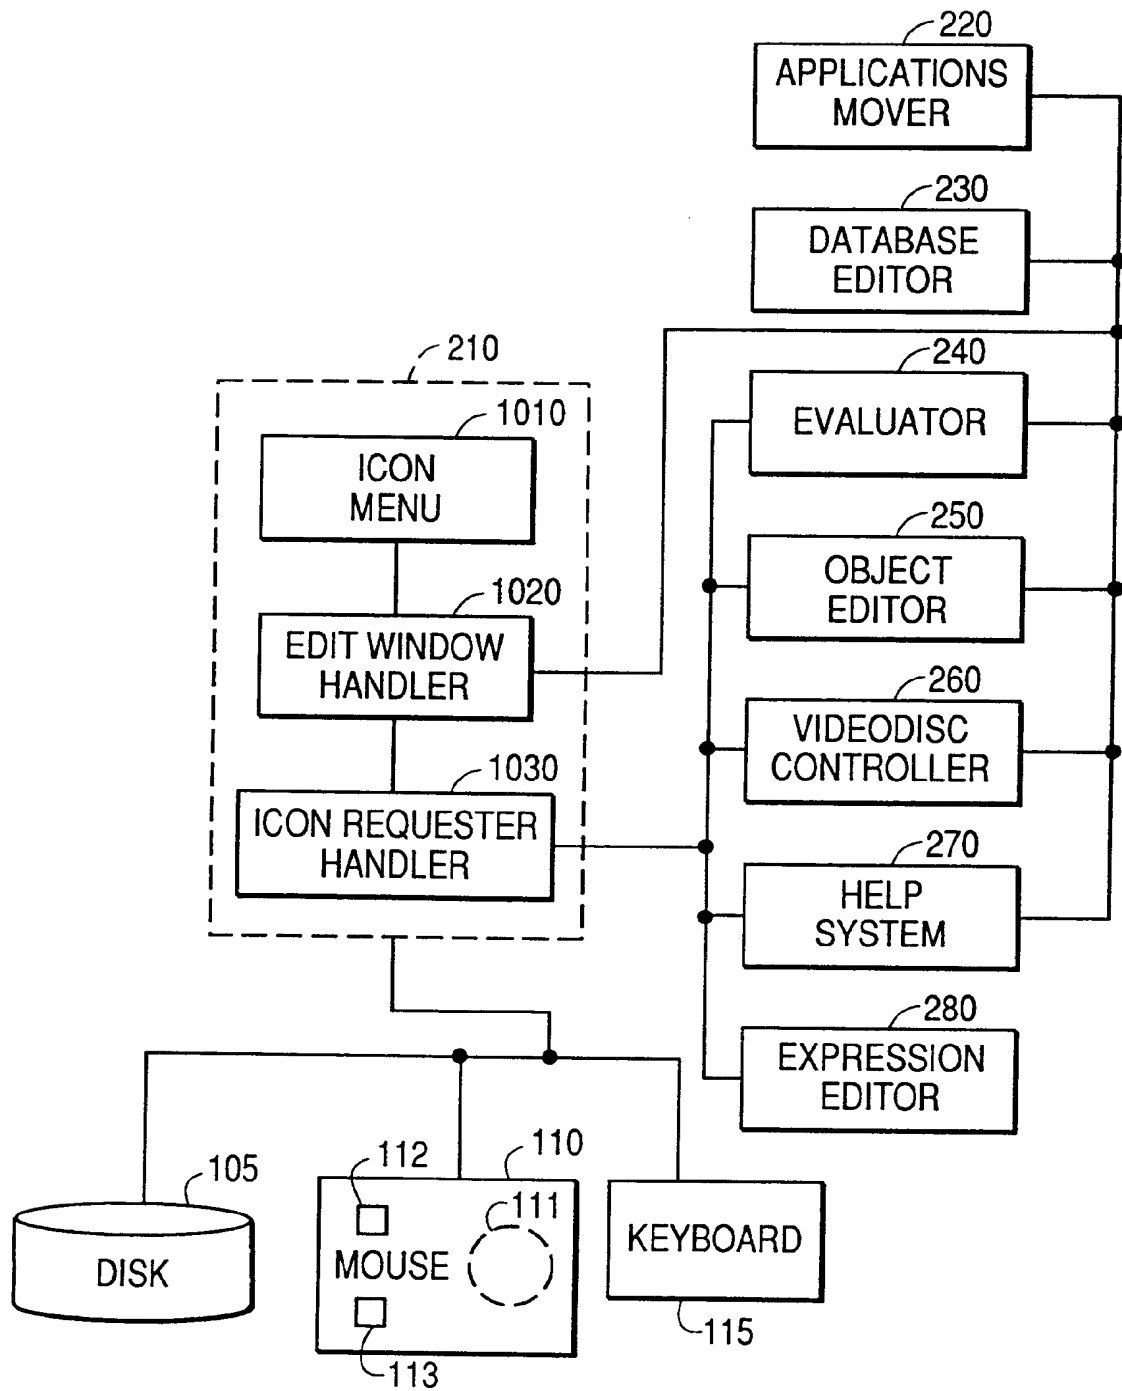 220
APPLICATIONS
MOVER
230
DATABASE
EDITOR
210
240
EVALUATOR
1010
ICON
MENU
250
OBJECT
EDITOR
1020
EDIT WINDOW
HANDLER
260
VIDEODISC
CONTROLLER
1030
ICON REQUESTER
HANDLER
270
HELP
SYSTEM
280
EXPRESSION
EDITOR
105
DISK
112
110
111
MOUSE
113
KEYBOARD
115